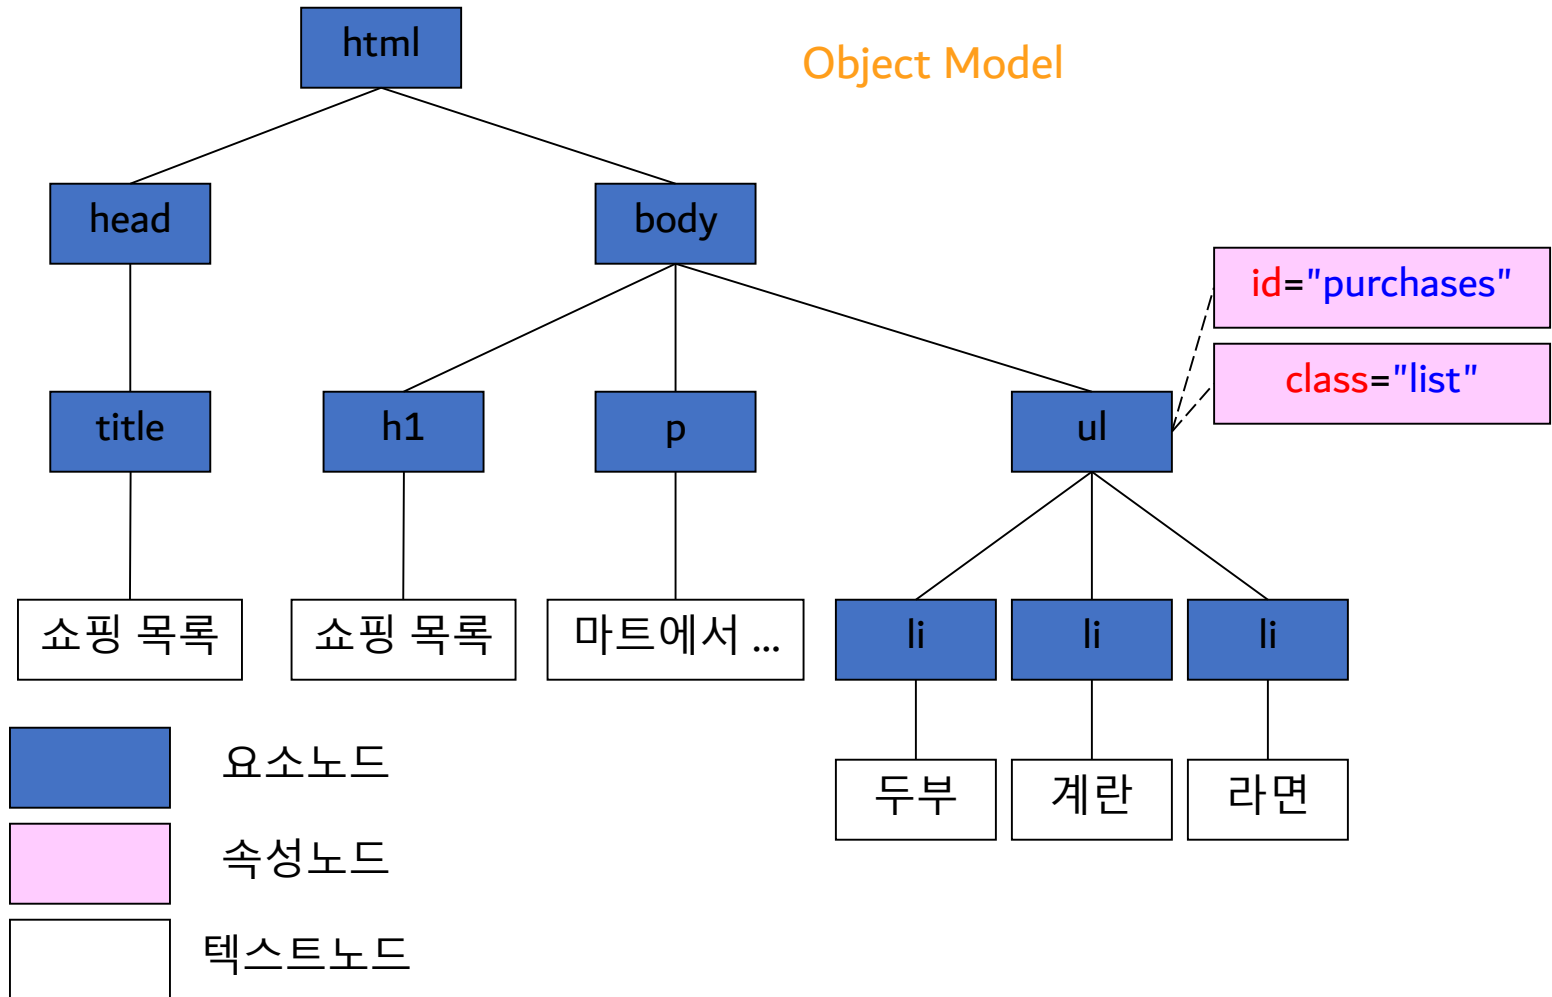 html
Object Model
head
body
id="purchases"
class="list"
title
h1
p
ul
쇼핑 목록
쇼핑 목록
마트에서 ...
li
li
li
요소노드
두부
계란
라면
속성노드
텍스트노드